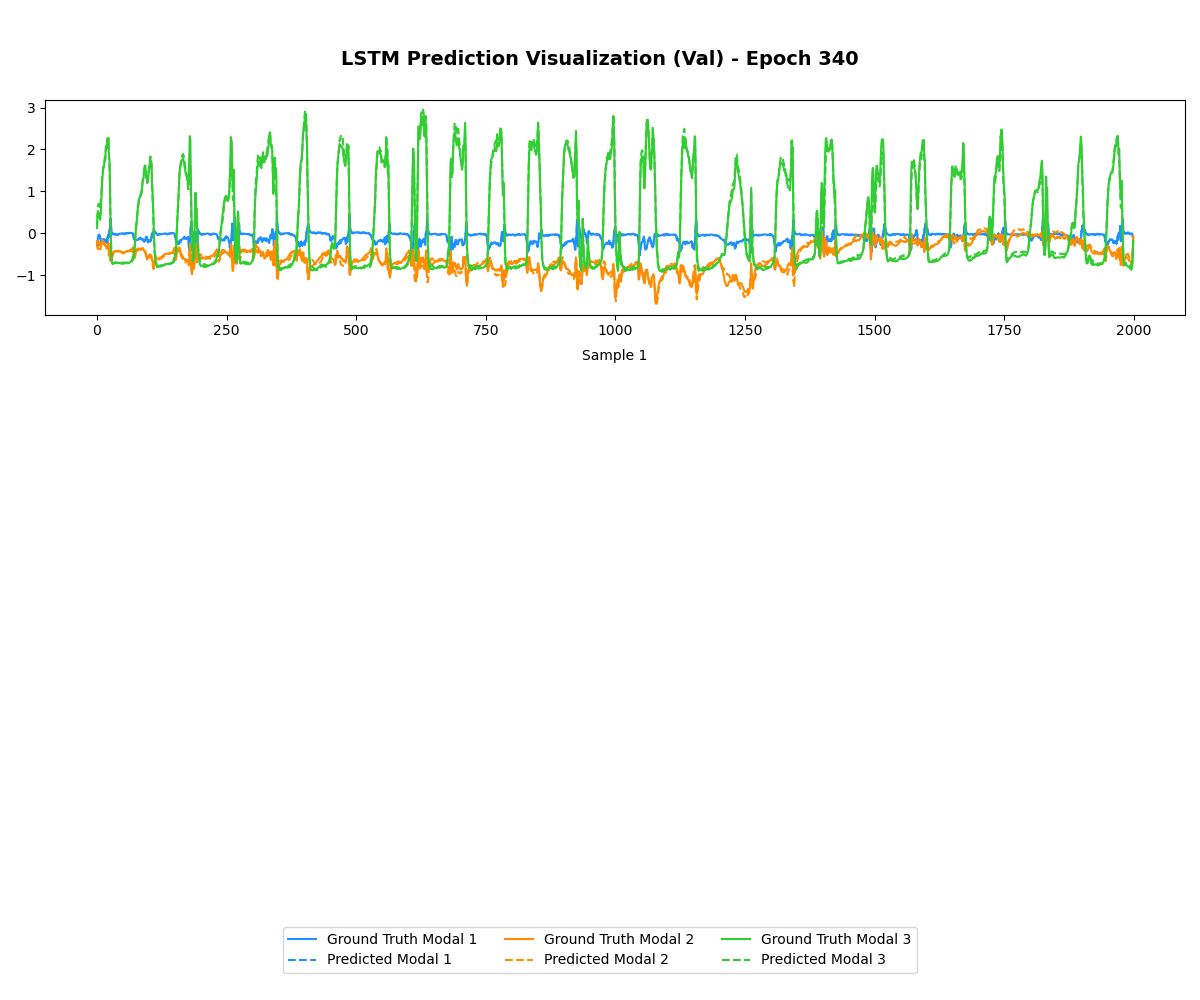 LSTM Prediction Visualization (Val) - Epoch 340
3
2
1
0
−1
0 250 500 750 1000 1250 1500 1750 2000
Sample 1
Ground Truth Modal 1 Ground Truth Modal 2 Ground Truth Modal 3
Predicted Modal 1 Predicted Modal 2 Predicted Modal 3